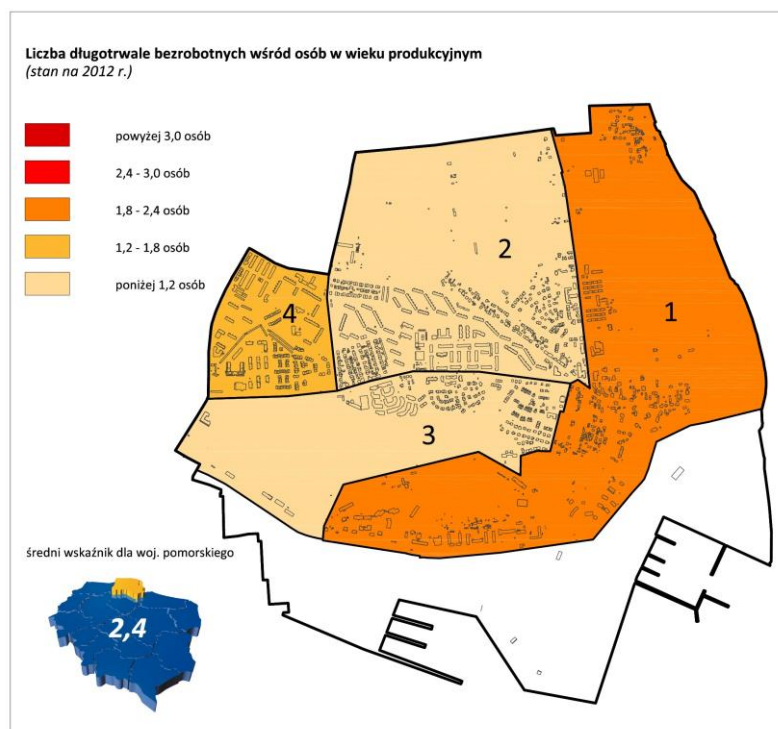 Liczba długotrwale bezrobotnych wśród osób w wieku produkcyjnym
(stan na 2012 r.)
powyżej 3,0 osób
2,4 - 3,0 osób
1,8 - 2,4 osób
1,2 - 1,8 osób
poniżej 1,2 osób
2
4
1
3
średni wskaźnik dla woj. pomorskiego
2,4